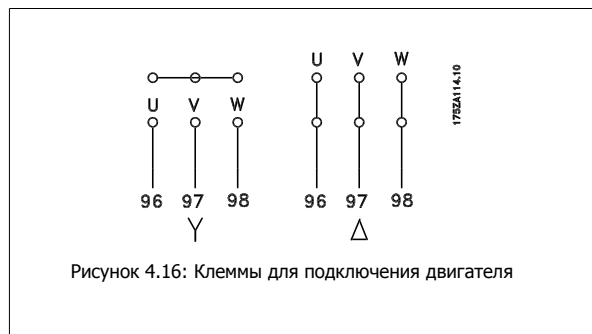 U V W
U V W
96 97 98
96 97 98
Y Δ
175ZA114.10
Рисунок 4.16: Клеммы для подключения двигателя